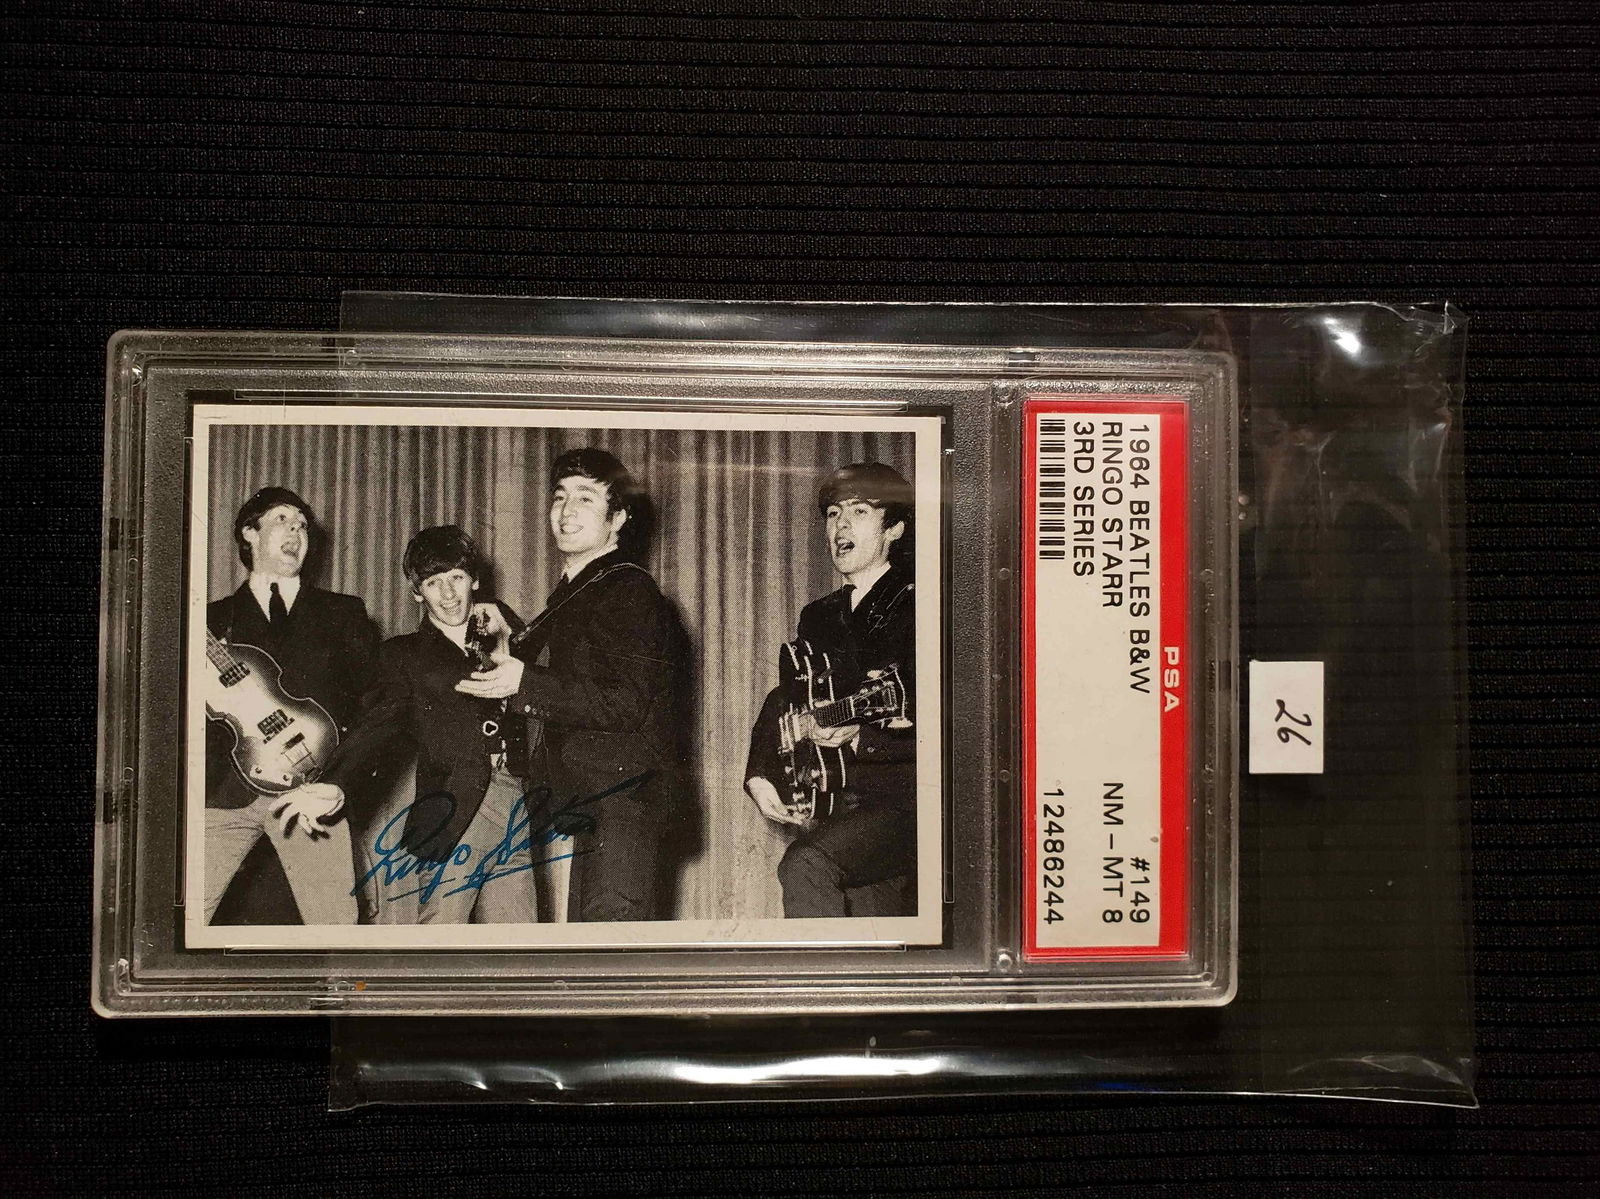 PSA
1964 BEATLES B&W #149
RINGO STARR NM - MT 8
3RD SERIES 12486244
Ringo Starr
26